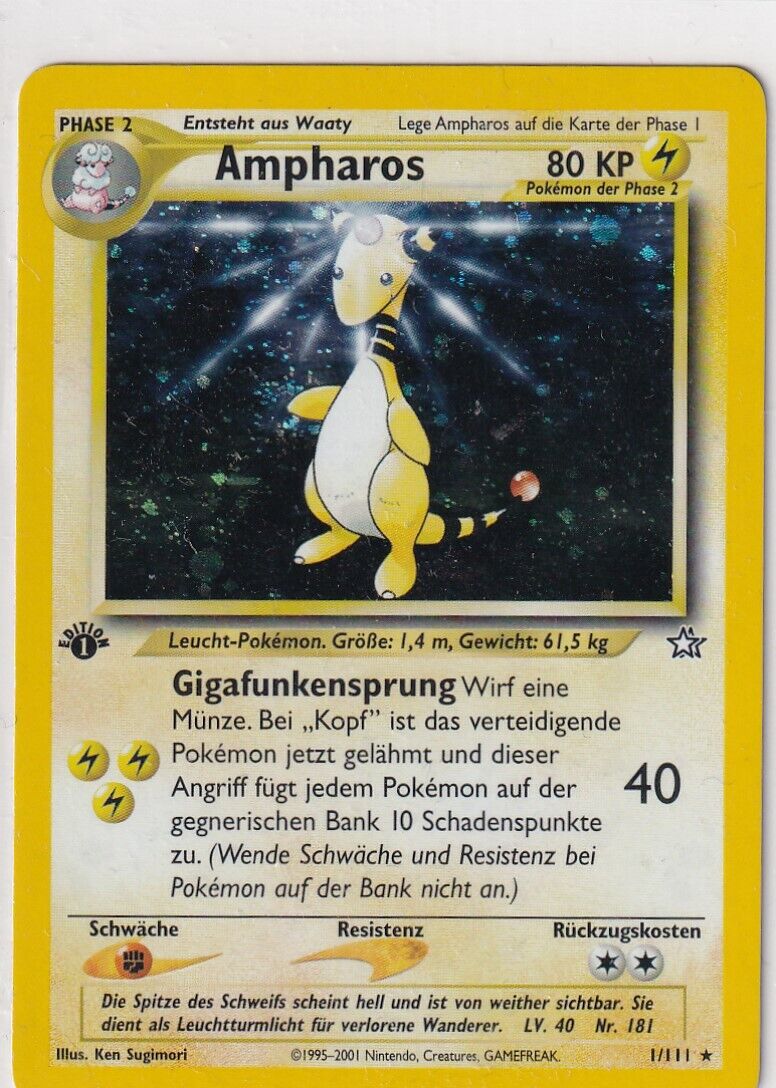 PHASE 2 Entsteht aus Waaty Lege Ampharos auf die Karte der Phase 1
Ampharos 80 KP
Pokémon der Phase 2
EDITION 1
Leucht-Pokémon. Größe: 1,4 m, Gewicht: 61,5 kg
Gigafunkensprung Wirf eine
Münze. Bei „Kopf” ist das verteidigende
Pokémon jetzt gelähmt und dieser
Angriff fügt jedem Pokémon auf der
gegnerischen Bank 10 Schadenspunkte
zu. (Wende Schwäche und Resistenz bei
Pokémon auf der Bank nicht an.)
40
Schwäche Resistenz Rückzugskosten
Die Spitze des Schweifs scheint hell und ist von weither sichtbar. Sie
dient als Leuchtturmlicht für verlorene Wanderer. LV. 40 Nr. 181
Illus. Ken Sugimori ©1995–2001 Nintendo, Creatures, GAMEFREAK. 1/111 ★